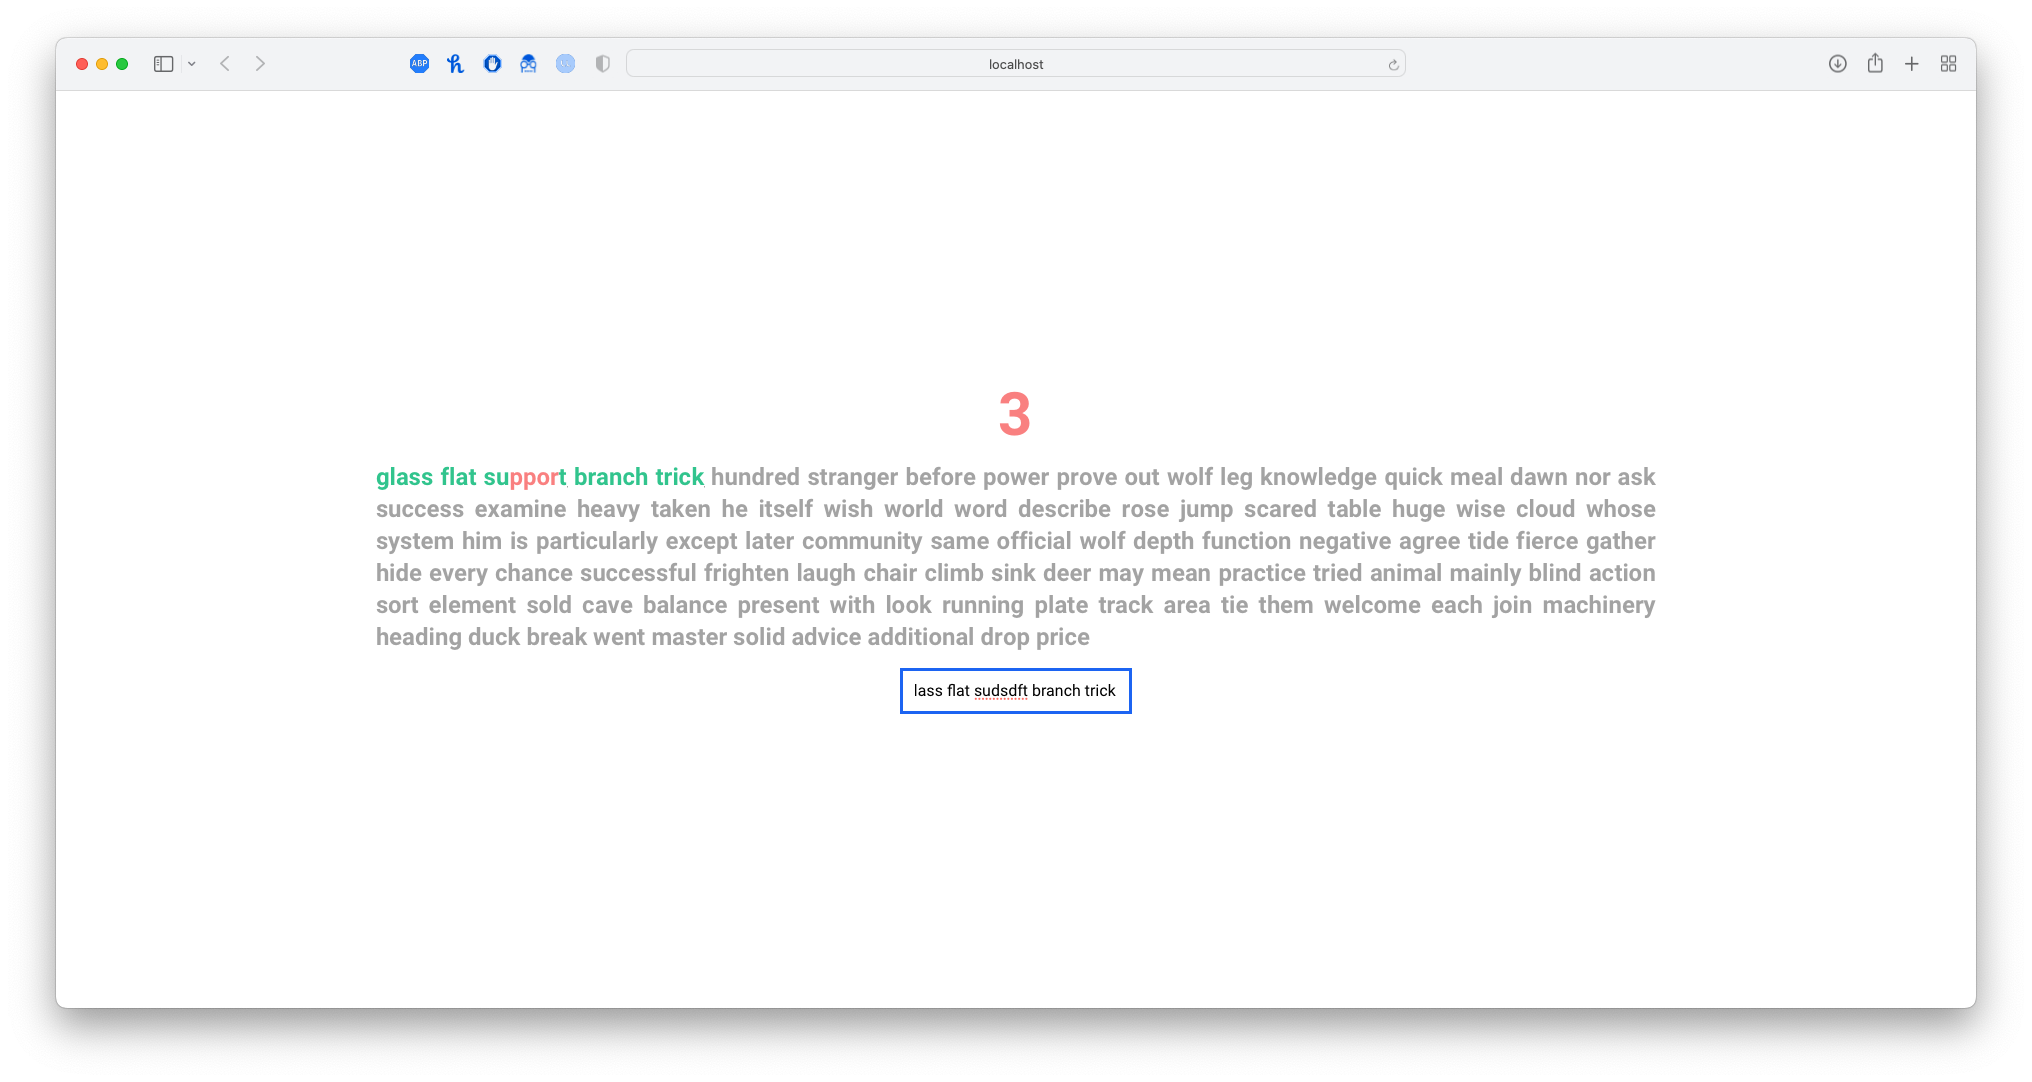 ABP
localhost
3
glass flat support branch trick hundred stranger before power prove out wolf leg knowledge quick meal dawn nor ask
success examine heavy taken he itself wish world word describe rose jump scared table huge wise cloud whose
system him is particularly except later community same official wolf depth function negative agree tide fierce gather
hide every chance successful frighten laugh chair climb sink deer may mean practice tried animal mainly blind action
sort element sold cave balance present with look running plate track area tie them welcome each join machinery
heading duck break went master solid advice additional drop price
lass flat sudsdft branch trick